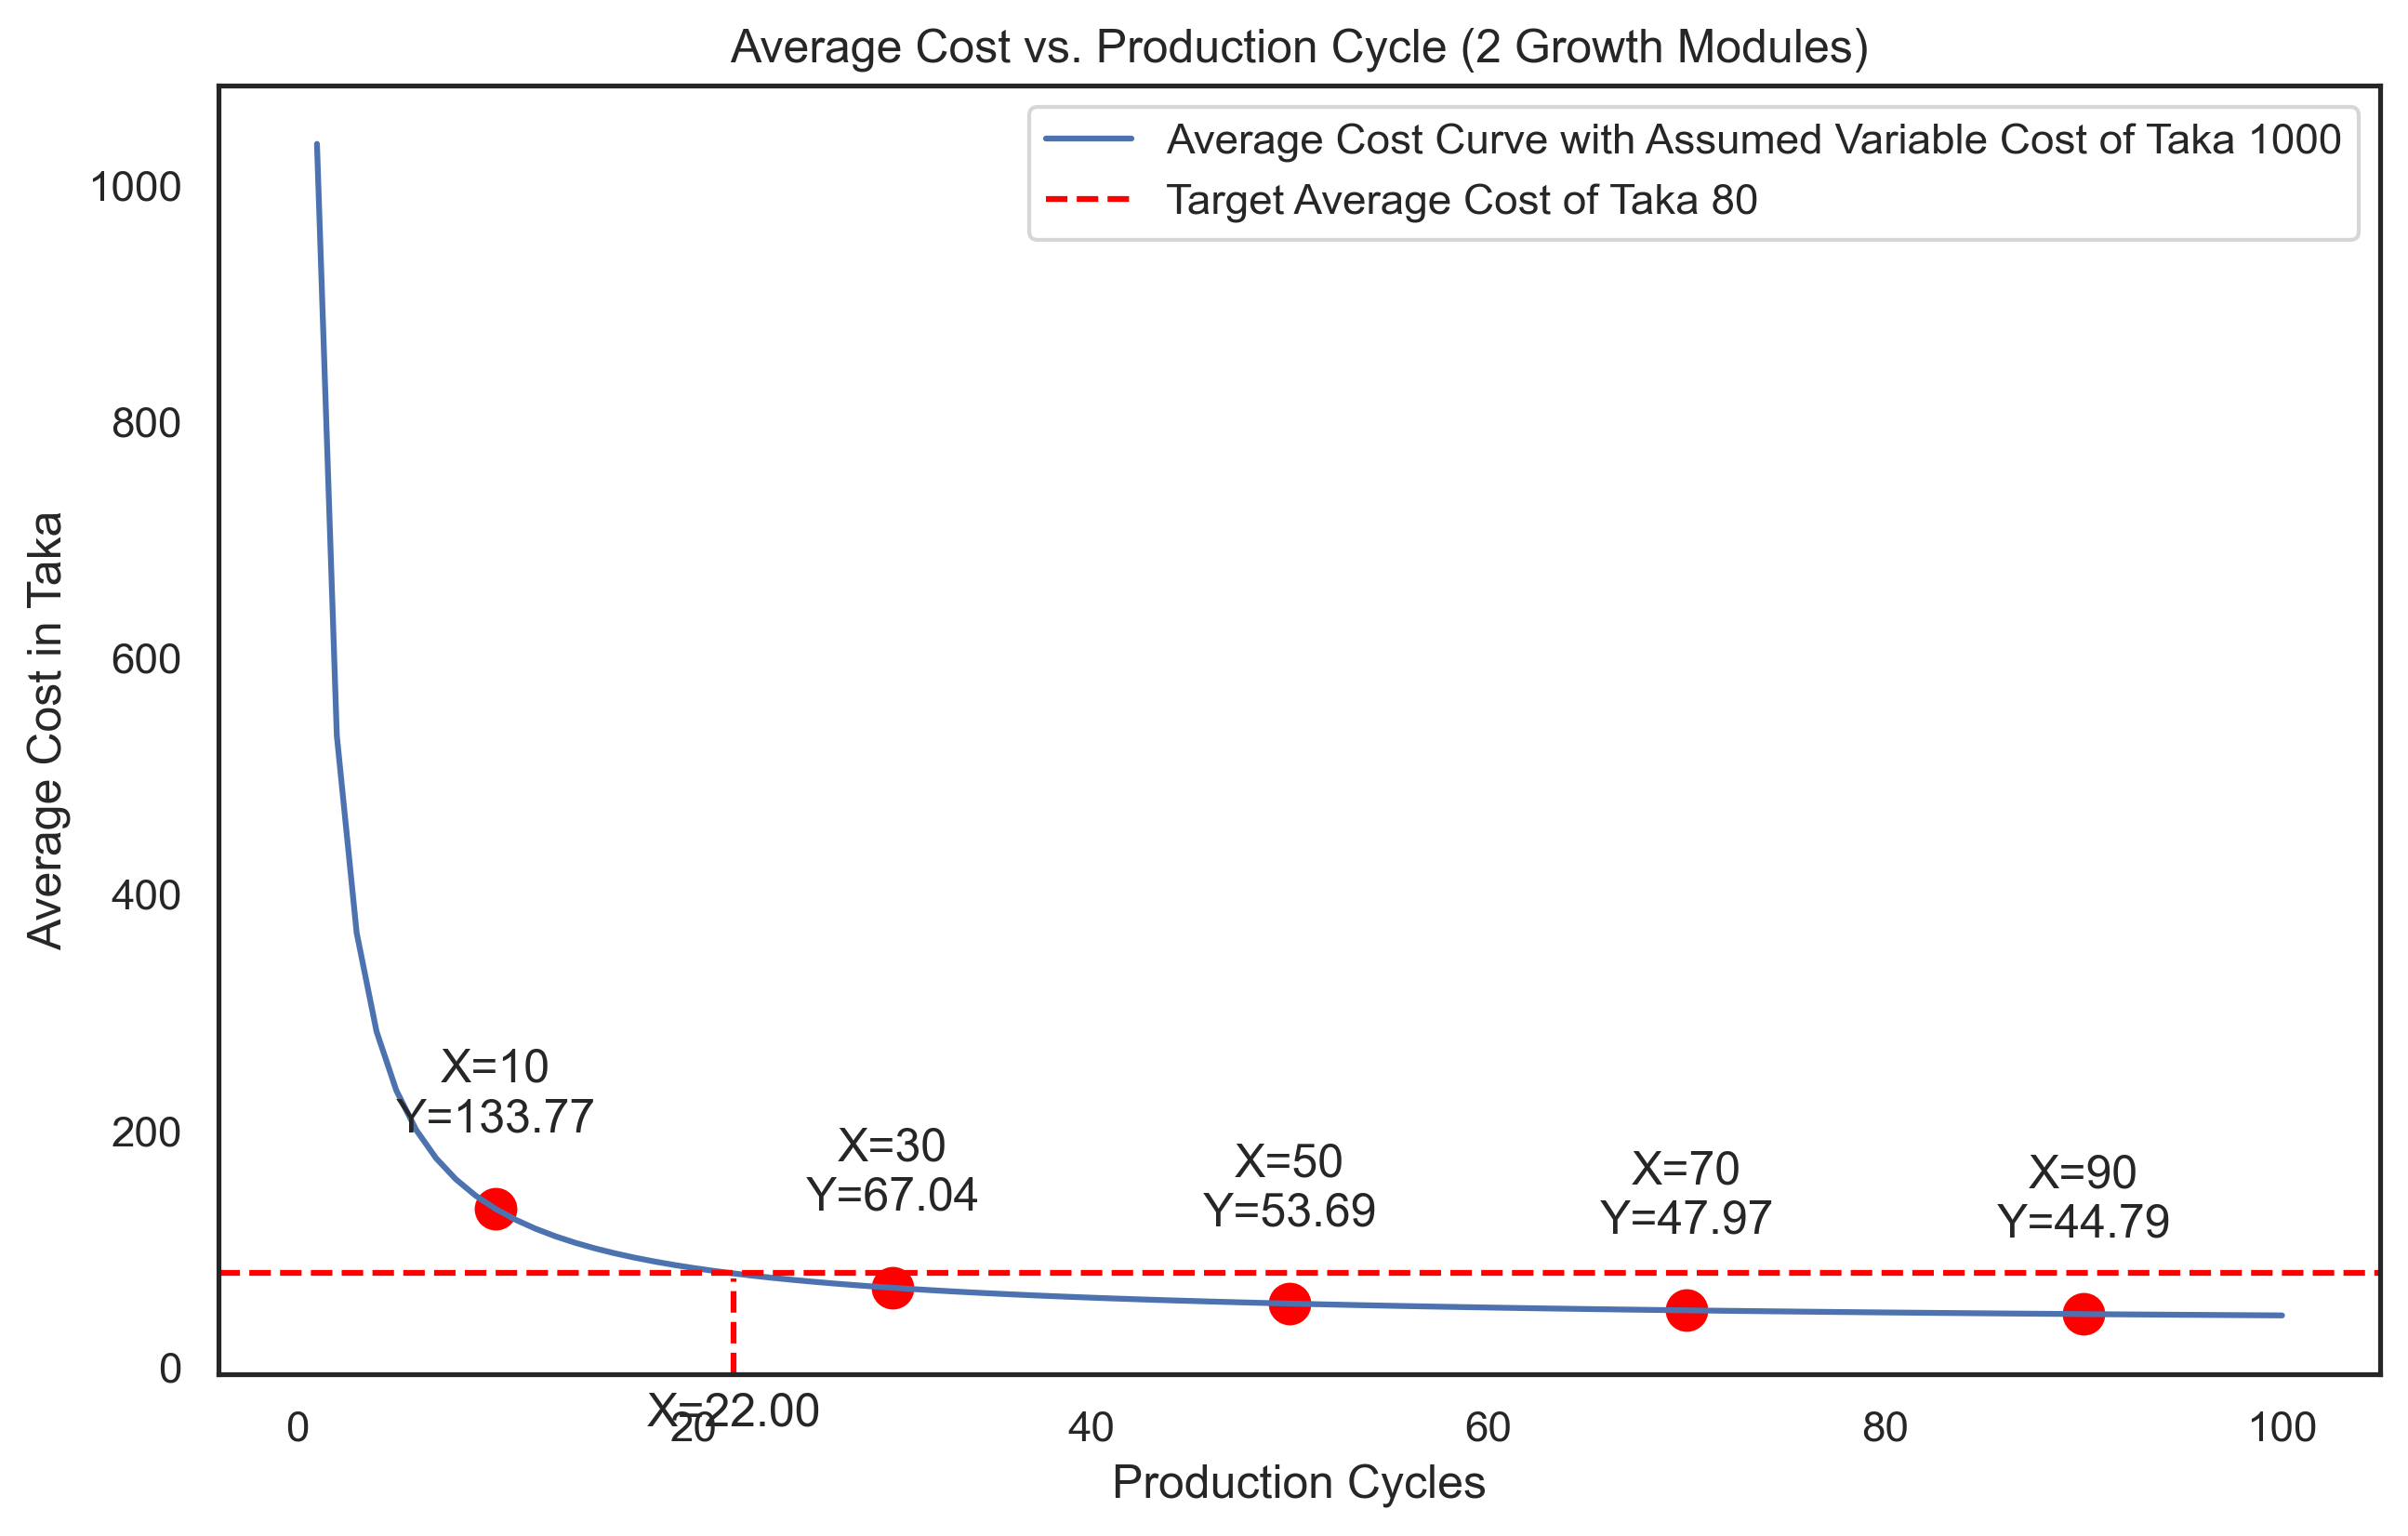 Average Cost vs. Production Cycle (2 Growth Modules)
Average Cost Curve with Assumed Variable Cost of Taka 1000
Target Average Cost of Taka 80
Average Cost in Taka
1000
800
600
400
200
0
X=10
Y=133.77
X=30
Y=67.04
X=50
Y=53.69
X=70
Y=47.97
X=90
Y=44.79
X=22.00
0
20
40
60
80
100
Production Cycles